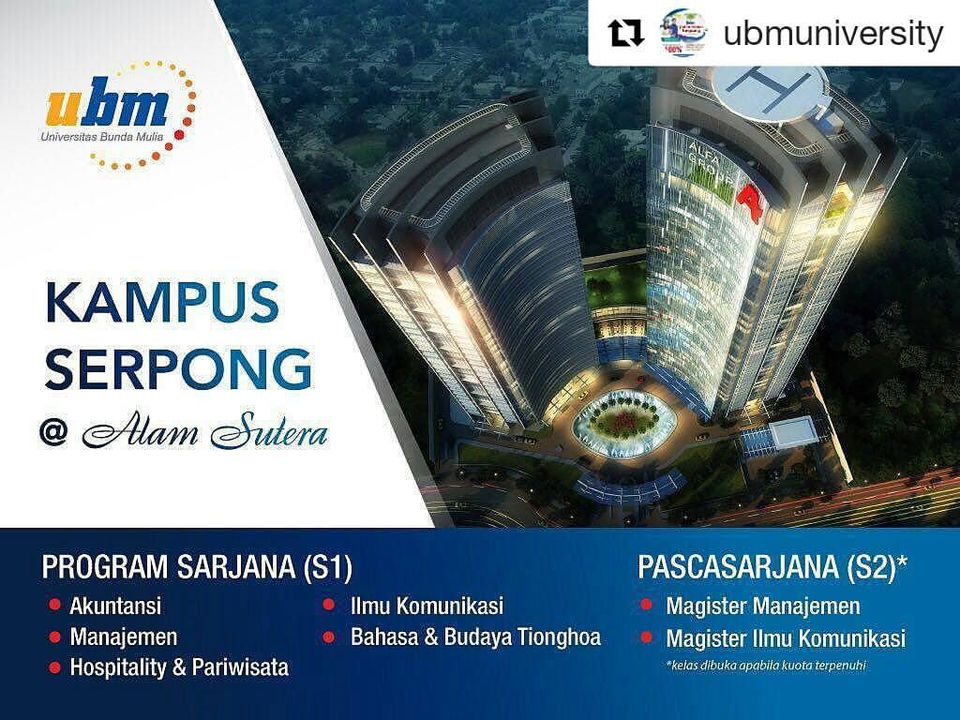 ubmuniversity
ubm
Universitas Bunda Mulia
H
ALFA
A
KAMPUS
SERPONG
@ Alam Sutera
PROGRAM SARJANA (S1)
• Akuntansi
• Manajemen
• Hospitality & Pariwisata
• Ilmu Komunikasi
• Bahasa & Budaya Tionghoa
PASCASARJANA (S2)*
• Magister Manajemen
• Magister Ilmu Komunikasi
*kelas dibuka apabila kuota terpenuhi